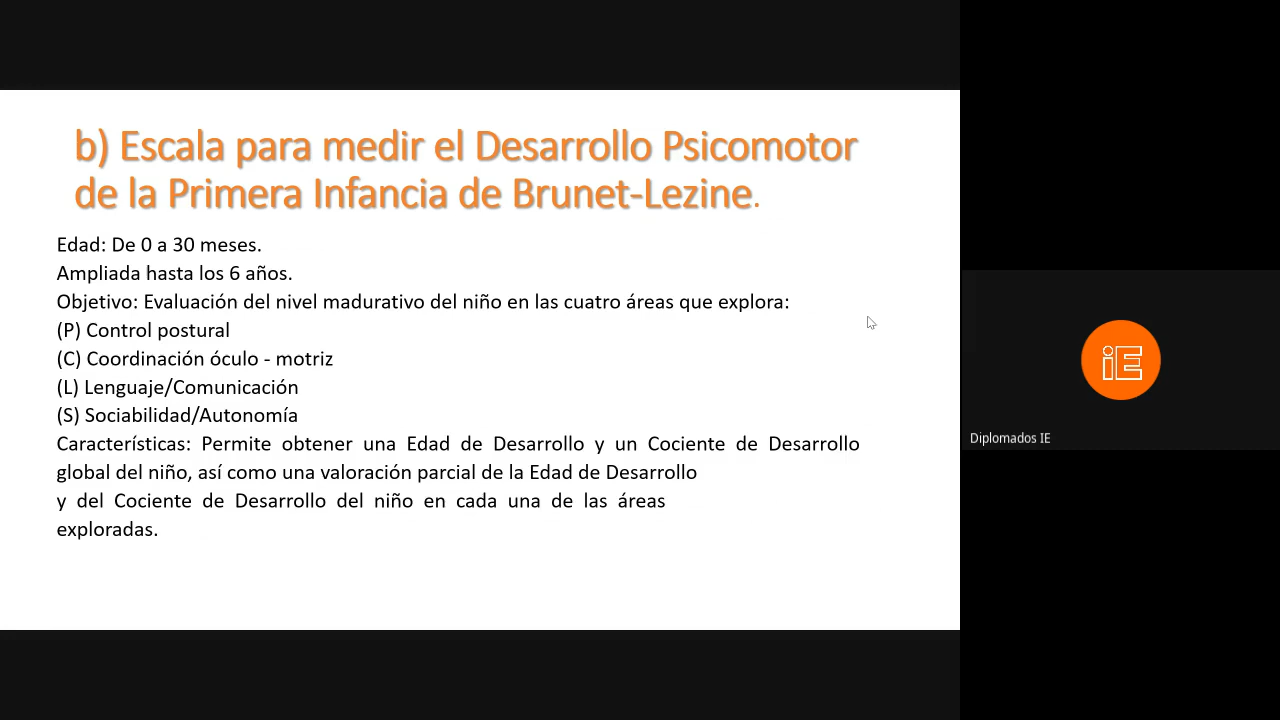 b) Escala para medir el Desarrollo Psicomotor
de la Primera Infancia de Brunet-Lezine.
Edad: De 0 a 30 meses.
Ampliada hasta los 6 años.
Objetivo: Evaluación del nivel madurativo del niño en las cuatro áreas que explora:
(P) Control postural
(C) Coordinación óculo - motriz
(L) Lenguaje/Comunicación
(S) Sociabilidad/Autonomía
Características: Permite obtener una Edad de Desarrollo y un Cociente de Desarrollo
global del niño, así como una valoración parcial de la Edad de Desarrollo
y del Cociente de Desarrollo del niño en cada una de las áreas
exploradas.
iE
Diplomados IE